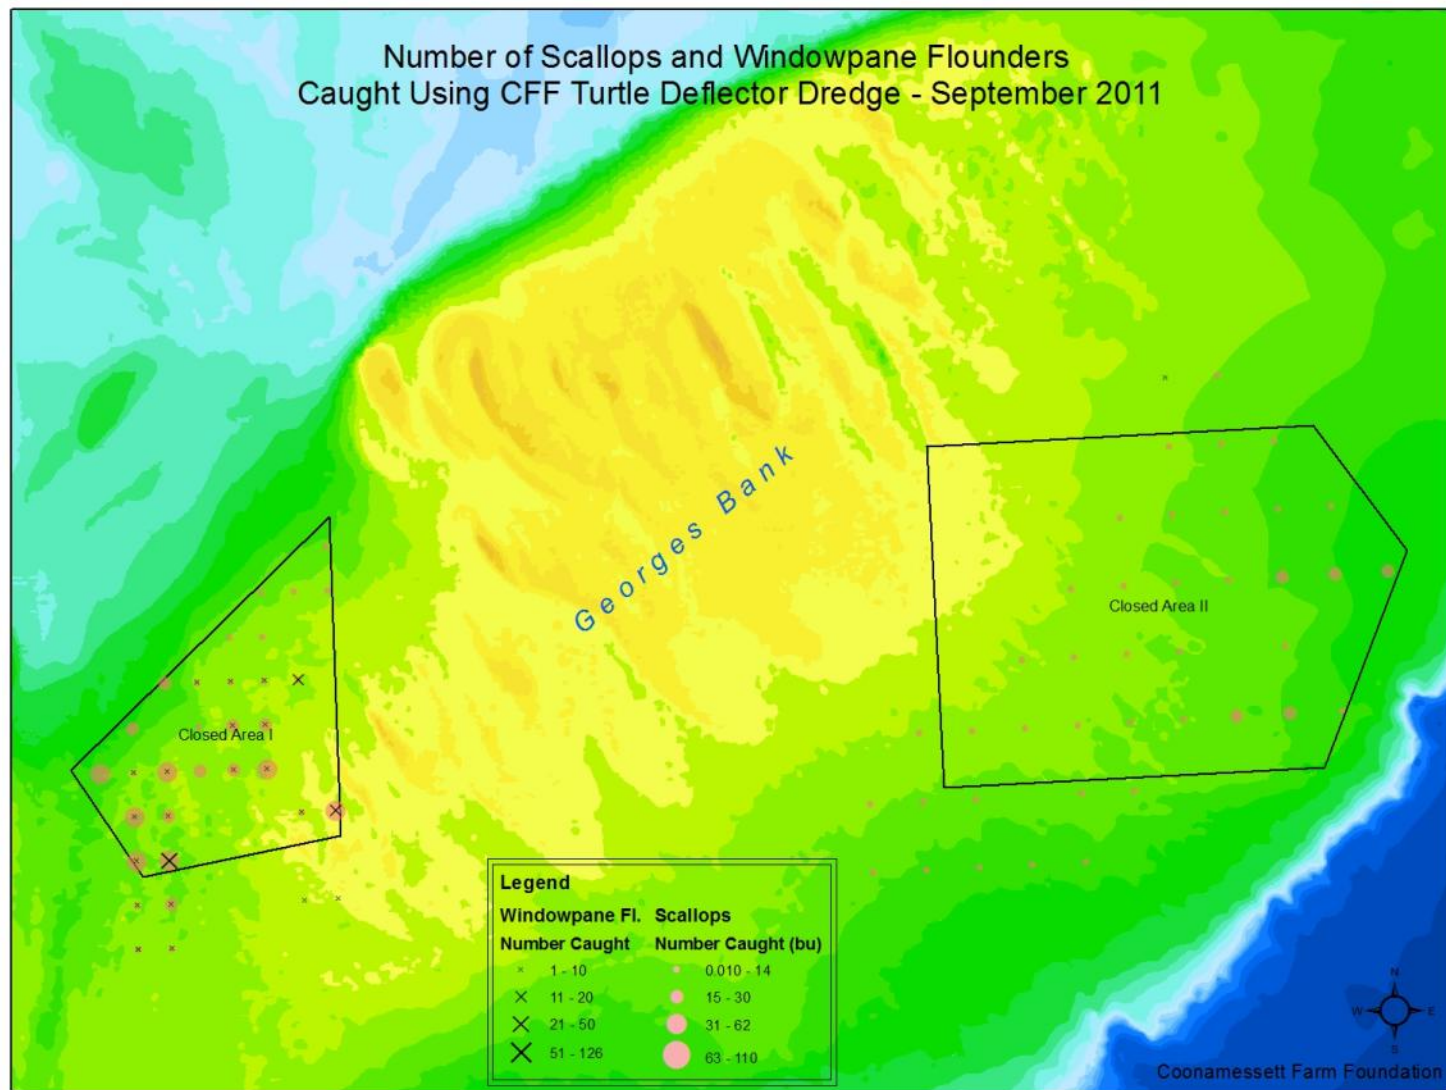 Number of Scallops and Windowpane Flounders
Caught Using CFF Turtle Deflector Dredge - September 2011
Georges Bank
Closed Area II
Closed Area I
Legend
Windowpane Fl. Scallops
Number Caught Number Caught (bu)
1 - 10 0.010 - 14
11 - 20 15 - 30
21 - 50 31 - 62
51 - 126 63 - 110
N
W E
S
Coonamessett Farm Foundation